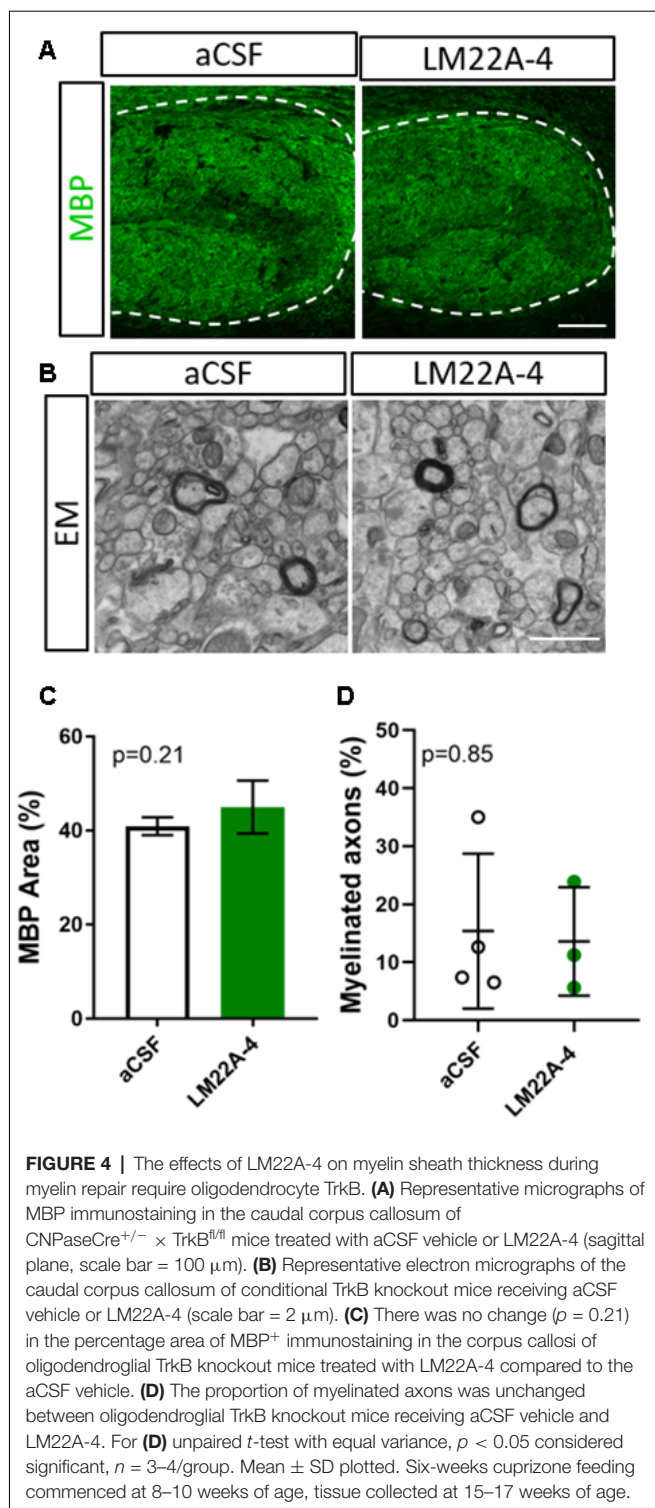 A
aCSF
LM22A-4
MBP
B
aCSF
LM22A-4
EM
C
MBP Area (%)
60
40
20
0
p=0.21
aCSF
LM22A-4
D
Myelinated axons (%)
50
40
30
20
10
0
p=0.85
aCSF
LM22A-4
FIGURE 4 | The effects of LM22A-4 on myelin sheath thickness during
myelin repair require oligodendrocyte TrkB. (A) Representative micrographs of
MBP immunostaining in the caudal corpus callosum of
CNPaseCre+/− × TrkBfl/fl mice treated with aCSF vehicle or LM22A-4 (sagittal
plane, scale bar = 100 μm). (B) Representative electron micrographs of the
caudal corpus callosum of conditional TrkB knockout mice receiving aCSF
vehicle or LM22A-4 (scale bar = 2 μm). (C) There was no change (p = 0.21)
in the percentage area of MBP+ immunostaining in the corpus callosi of
oligodendroglial TrkB knockout mice treated with LM22A-4 compared to the
aCSF vehicle. (D) The proportion of myelinated axons was unchanged
between oligodendroglial TrkB knockout mice receiving aCSF vehicle and
LM22A-4. For (D) unpaired t-test with equal variance, p < 0.05 considered
significant, n = 3–4/group. Mean ± SD plotted. Six-weeks cuprizone feeding
commenced at 8–10 weeks of age, tissue collected at 15–17 weeks of age.